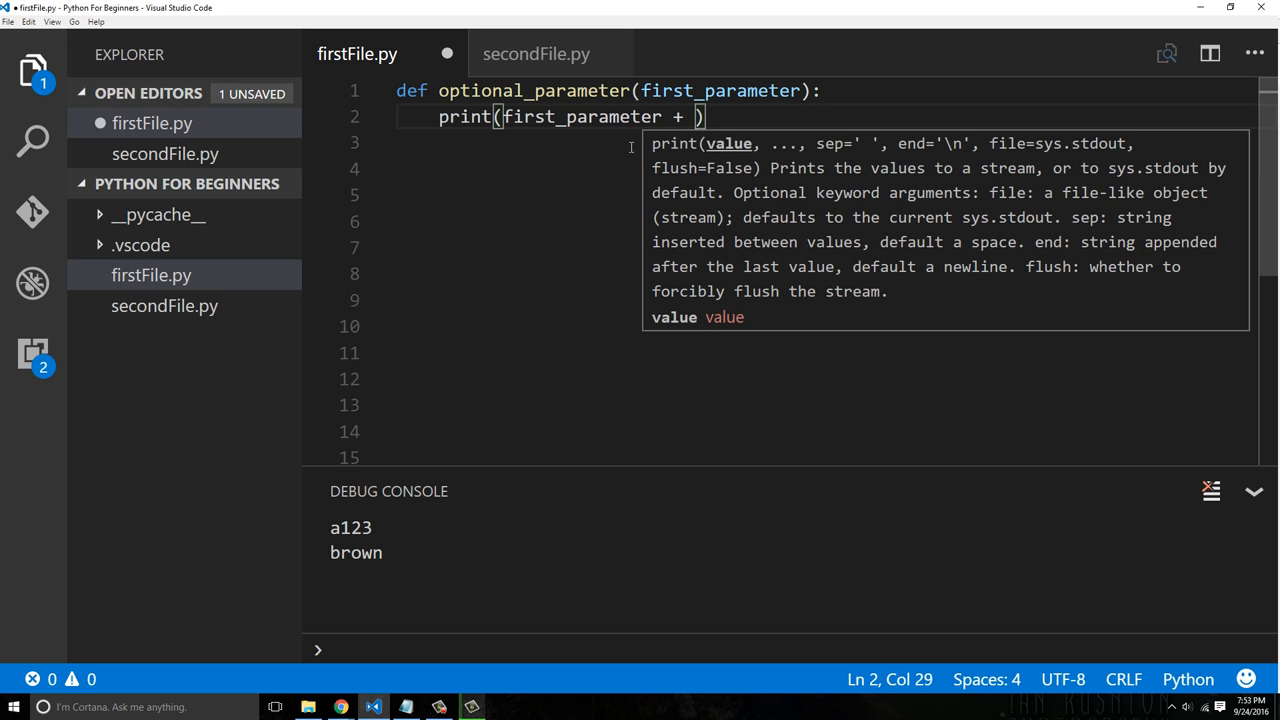 • firstFile.py - Python For Beginners - Visual Studio Code
File Edit View Go Help
EXPLORER
OPEN EDITORS 1 UNSAVED
firstFile.py
secondFile.py
PYTHON FOR BEGINNERS
__pycache__
.vscode
firstFile.py
secondFile.py
1
2
firstFile.py secondFile.py
1 def optional_parameter(first_parameter):
2 print(first_parameter + )
3
4
5
6
7
8
9
10
11
12
13
14
15
print(value, ..., sep=' ', end='\n', file=sys.stdout,
flush=False) Prints the values to a stream, or to sys.stdout by
default. Optional keyword arguments: file: a file-like object
(stream); defaults to the current sys.stdout. sep: string
inserted between values, default a space. end: string appended
after the last value, default a newline. flush: whether to
forcibly flush the stream.
value value
DEBUG CONSOLE
a123
brown
›
0 0 Ln 2, Col 29 Spaces: 4 UTF-8 CRLF Python
I'm Cortana. Ask me anything.
IAN RUSHTON
7:53 PM
9/24/2016